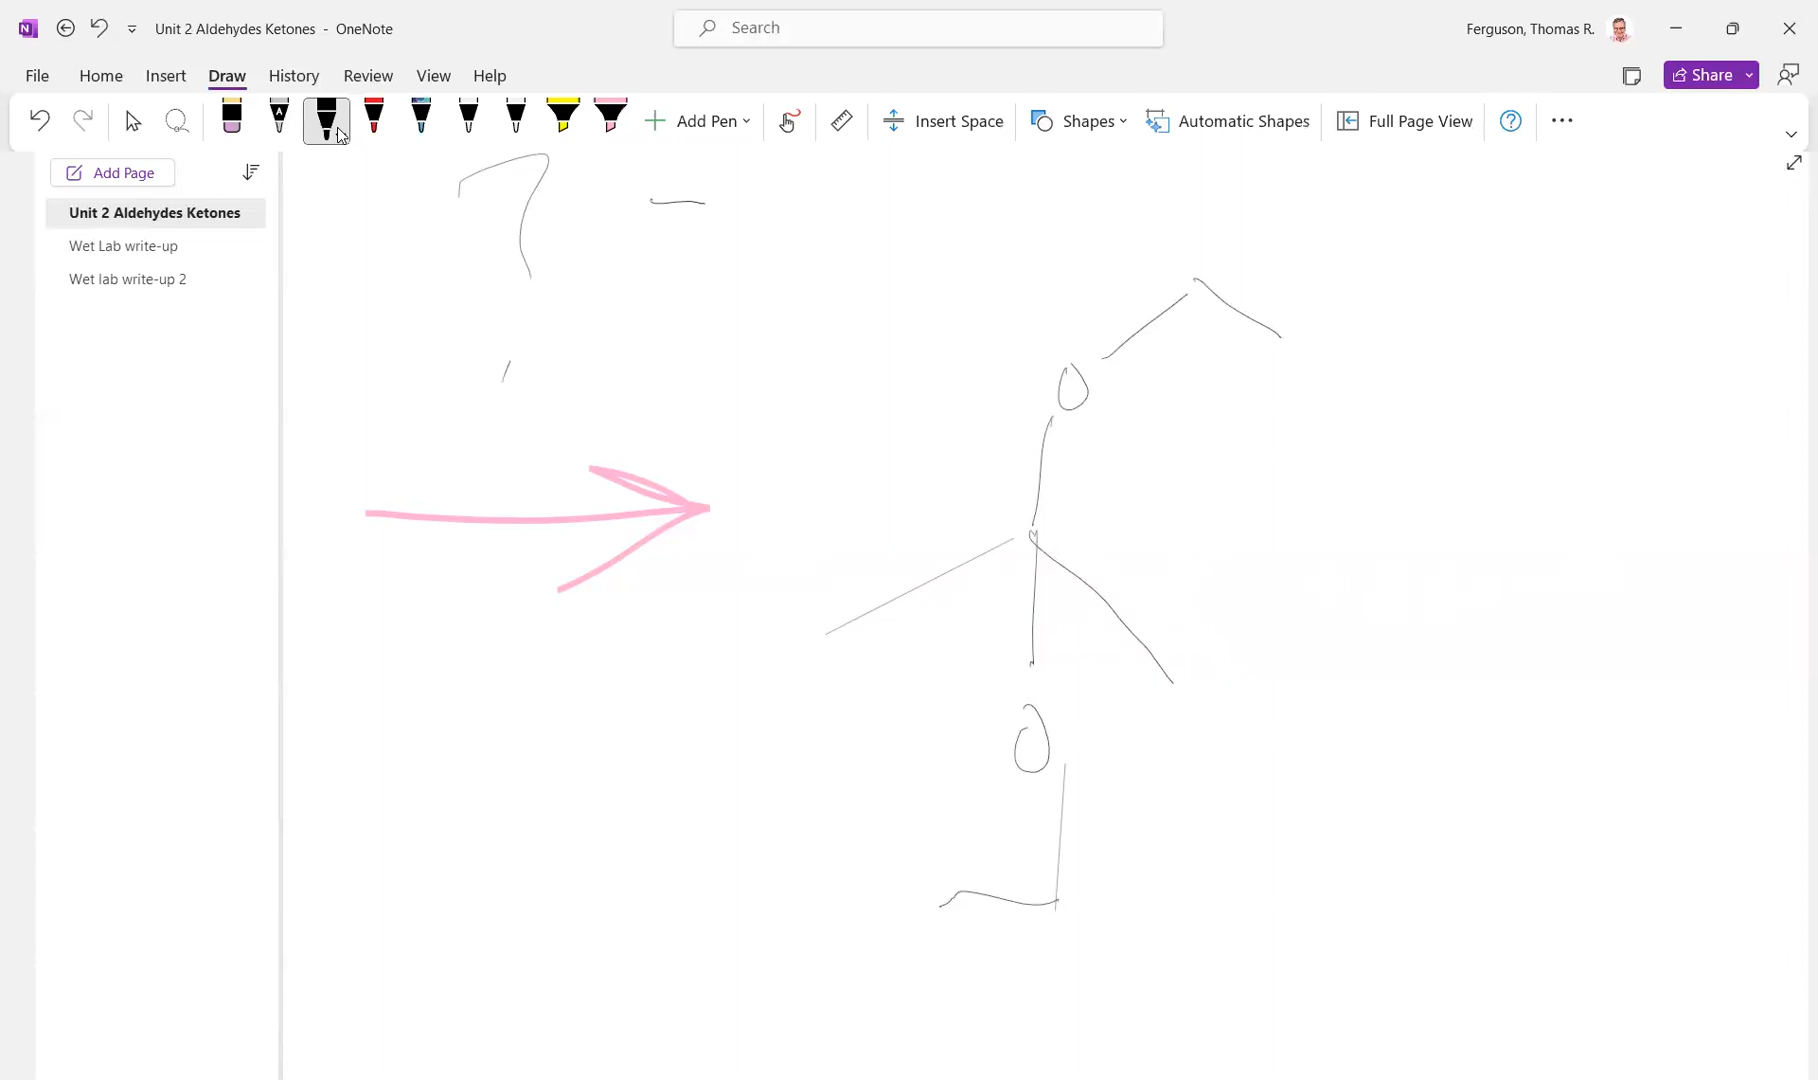 Unit 2 Aldehydes Ketones - OneNote
Search
Ferguson, Thomas R.
File Home Insert Draw History Review View Help
Share
A
Add Pen
Insert Space
Shapes
Automatic Shapes
Full Page View
Add Page
Unit 2 Aldehydes Ketones
Wet Lab write-up
Wet lab write-up 2
?
O
O